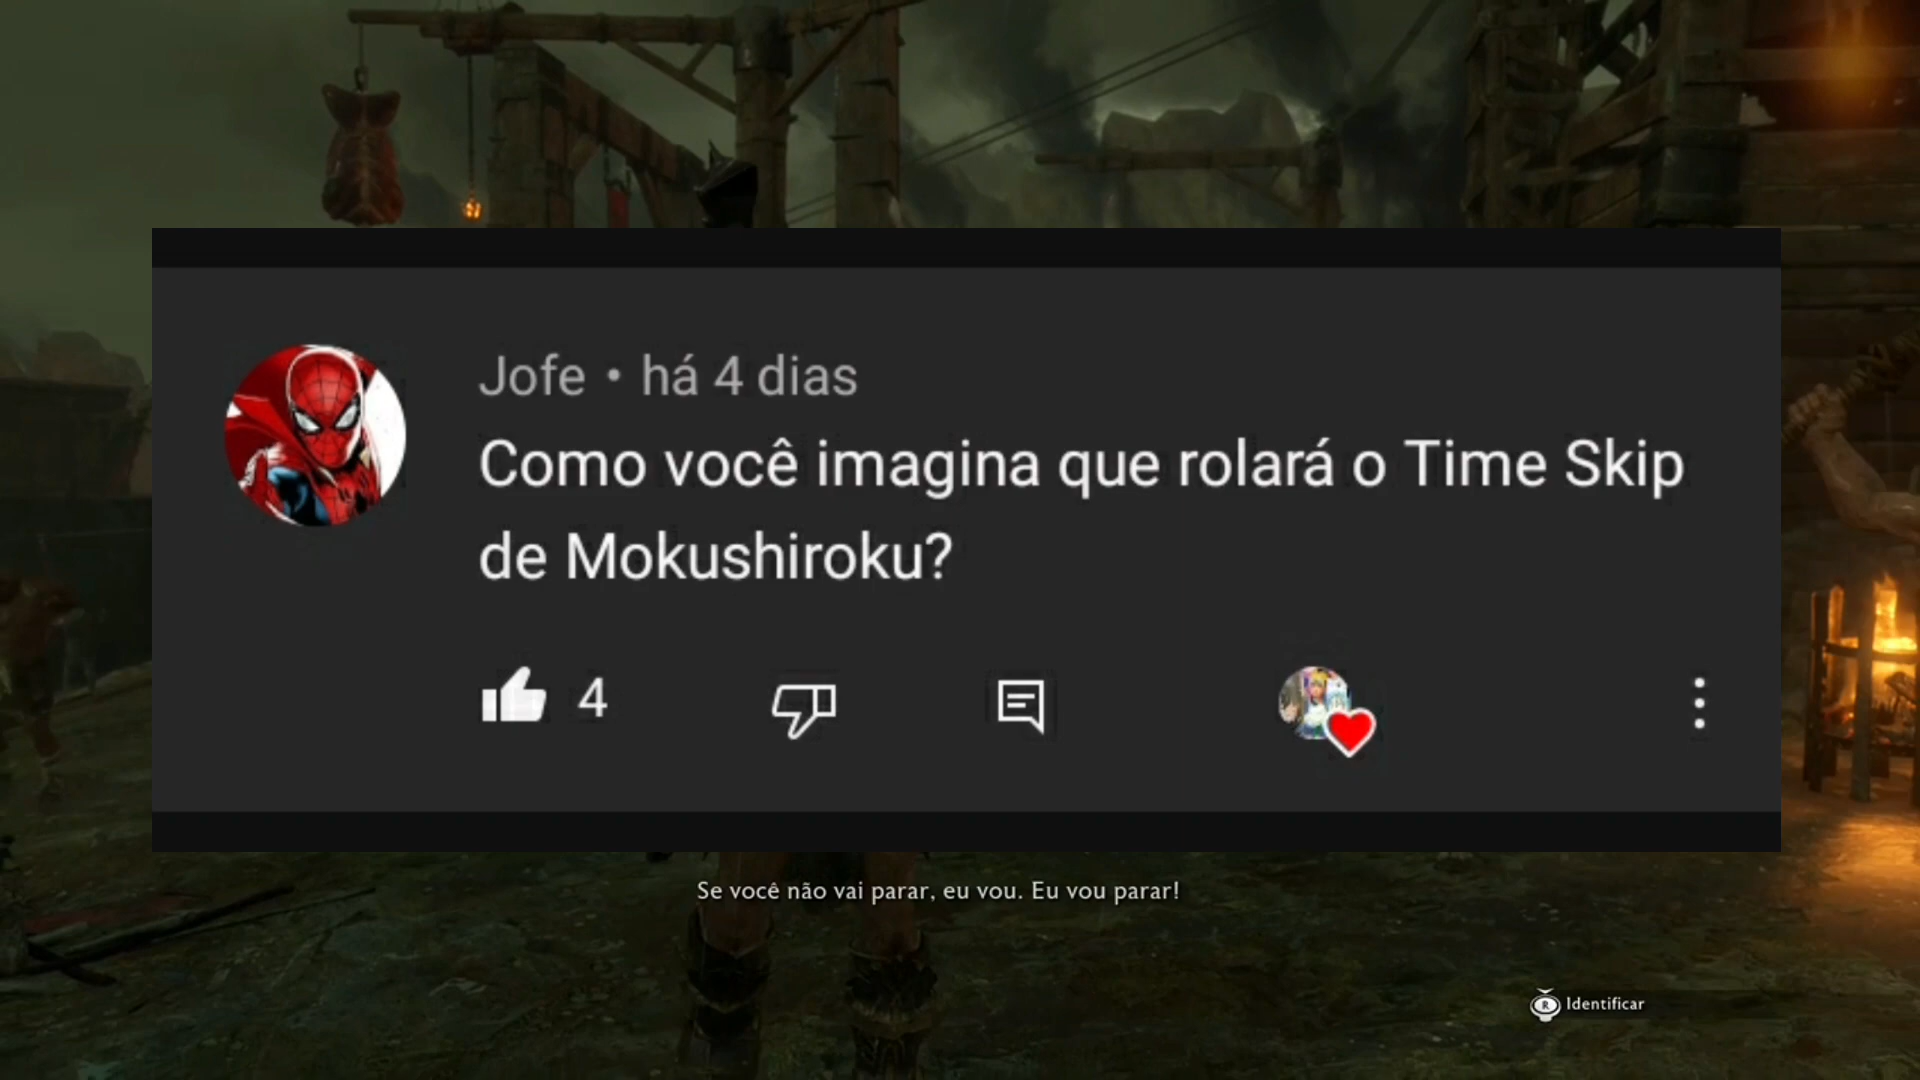 Jofe • há 4 dias
Como você imagina que rolará o Time Skip
de Mokushiroku?
4
Se você não vai parar, eu vou. Eu vou parar!
R Identificar